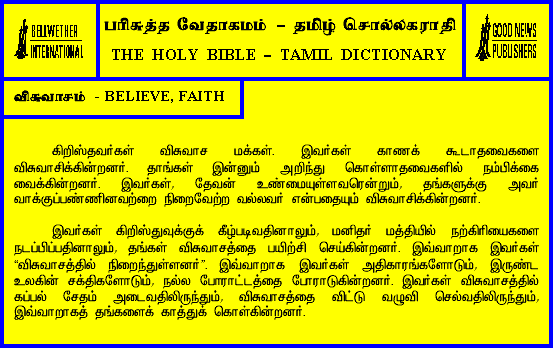 BELLWETHER
INTERNATIONAL
பரிசுத்த வேதாகமம் – தமிழ் சொல்லகராதி
THE HOLY BIBLE – TAMIL DICTIONARY
GOOD NEWS
PUBLISHERS
விசுவாசம் - BELIEVE, FAITH
கிறிஸ்தவர்கள் விசுவாச மக்கள். இவர்கள் காணக் கூடாதவைகளை
விசுவாசிக்கின்றனர். தாங்கள் இன்னும் அறிந்து கொள்ளாதவைகளில் நம்பிக்கை
வைக்கின்றனர். இவர்கள், தேவன் உண்மையுள்ளவரென்றும், தங்களுக்கு அவர்
வாக்குப்பண்ணினவற்றை நிறைவேற்ற வல்லவர் என்பதையும் விசுவாசிக்கின்றனர்.
இவர்கள் கிறிஸ்துவுக்குக் கீழ்படிவதினாலும், மனிதர் மத்தியில் நற்கிரியைகளை
நடப்பிப்பதினாலும், தங்கள் விசுவாசத்தை பயிற்சி செய்கின்றனர். இவ்வாறாக இவர்கள்
“விசுவாசத்தில் நிறைந்துள்ளனர்”. இவ்வாறாக இவர்கள் அதிகாரங்களோடும், இருண்ட
உலகின் சக்திகளோடும், நல்ல போராட்டத்தை போராடுகின்றனர். இவர்கள் விசுவாசத்தில்
கப்பல் சேதம் அடைவதிலிருந்தும், விசுவாசத்தை விட்டு வழுவி செல்வதிலிருந்தும்,
இவ்வாறாகத் தங்களைக் காத்துக் கொள்கின்றனர்.